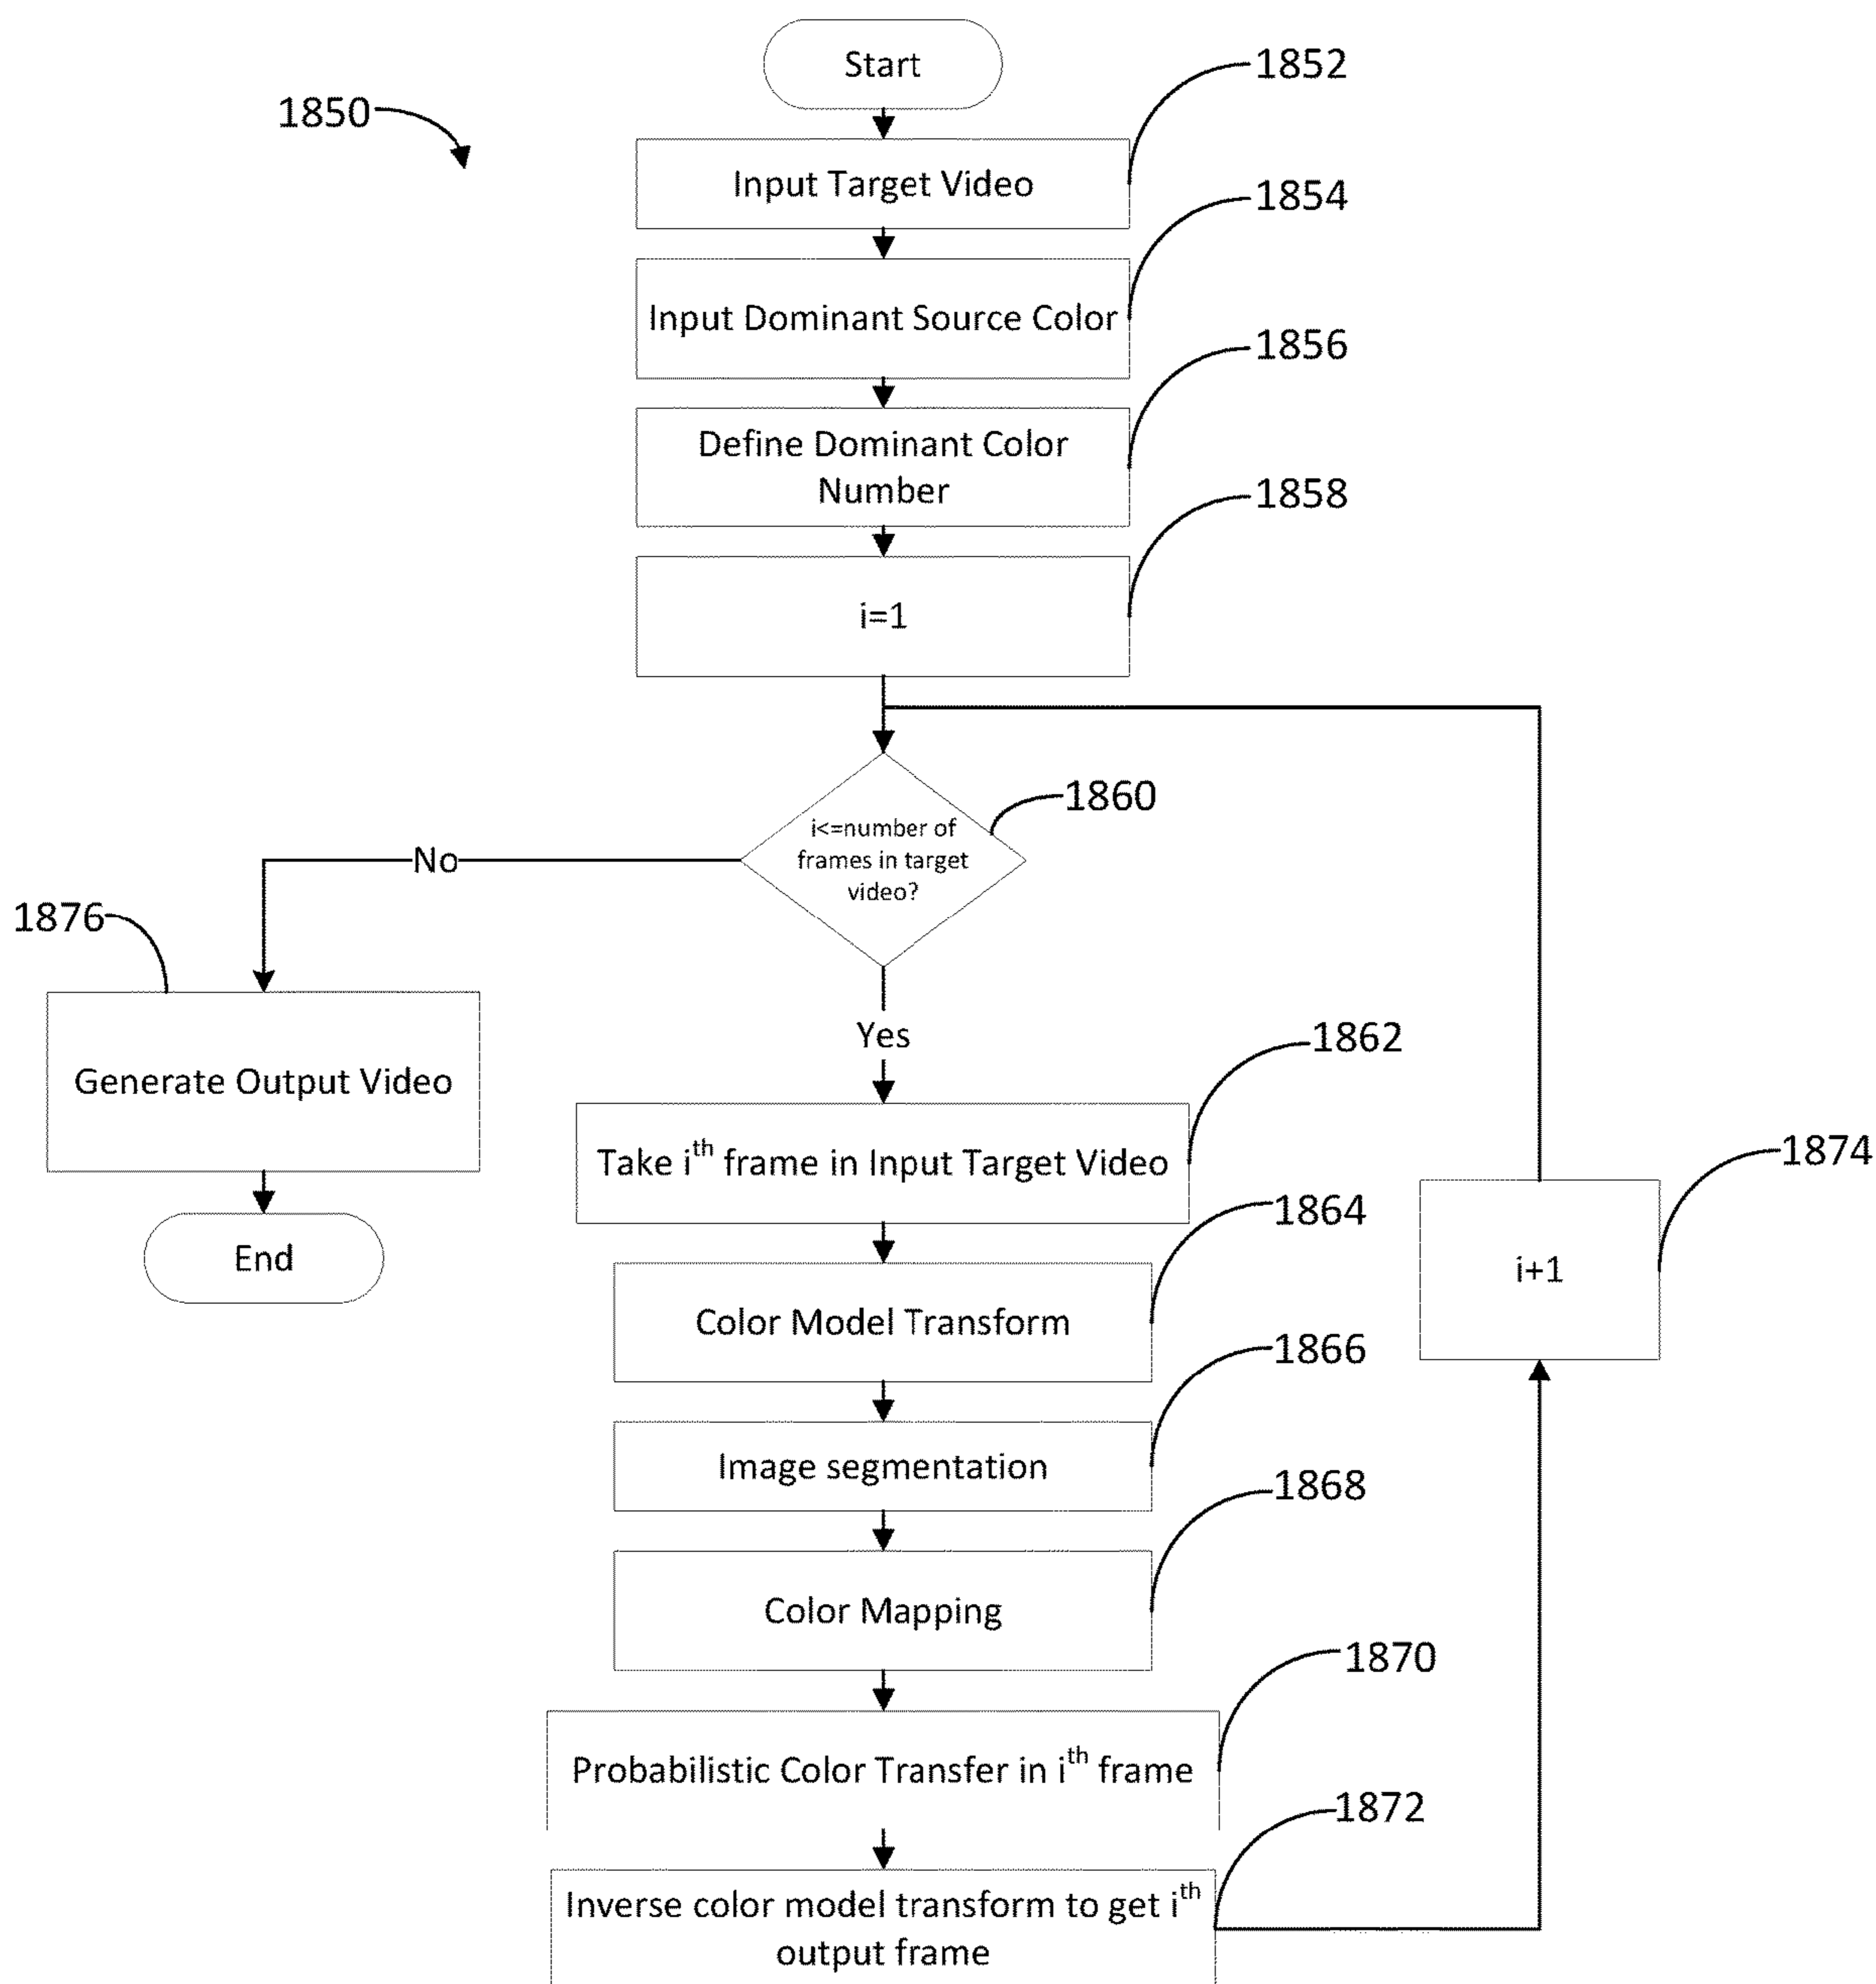 Start
1852
1850
Input Target Video
1854
Input Dominant Source Color
1856
Define Dominant Color
Number
1858
i=1
1860
i<=number of
frames in target
video?
No
1876
Yes
1862
Generate Output Video
Take ith frame in Input Target Video
1874
1864
End
i+1
Color Model Transform
1866
Image segmentation
1868
Color Mapping
1870
Probabilistic Color Transfer in ith frame
1872
Inverse color model transform to get ith
output frame